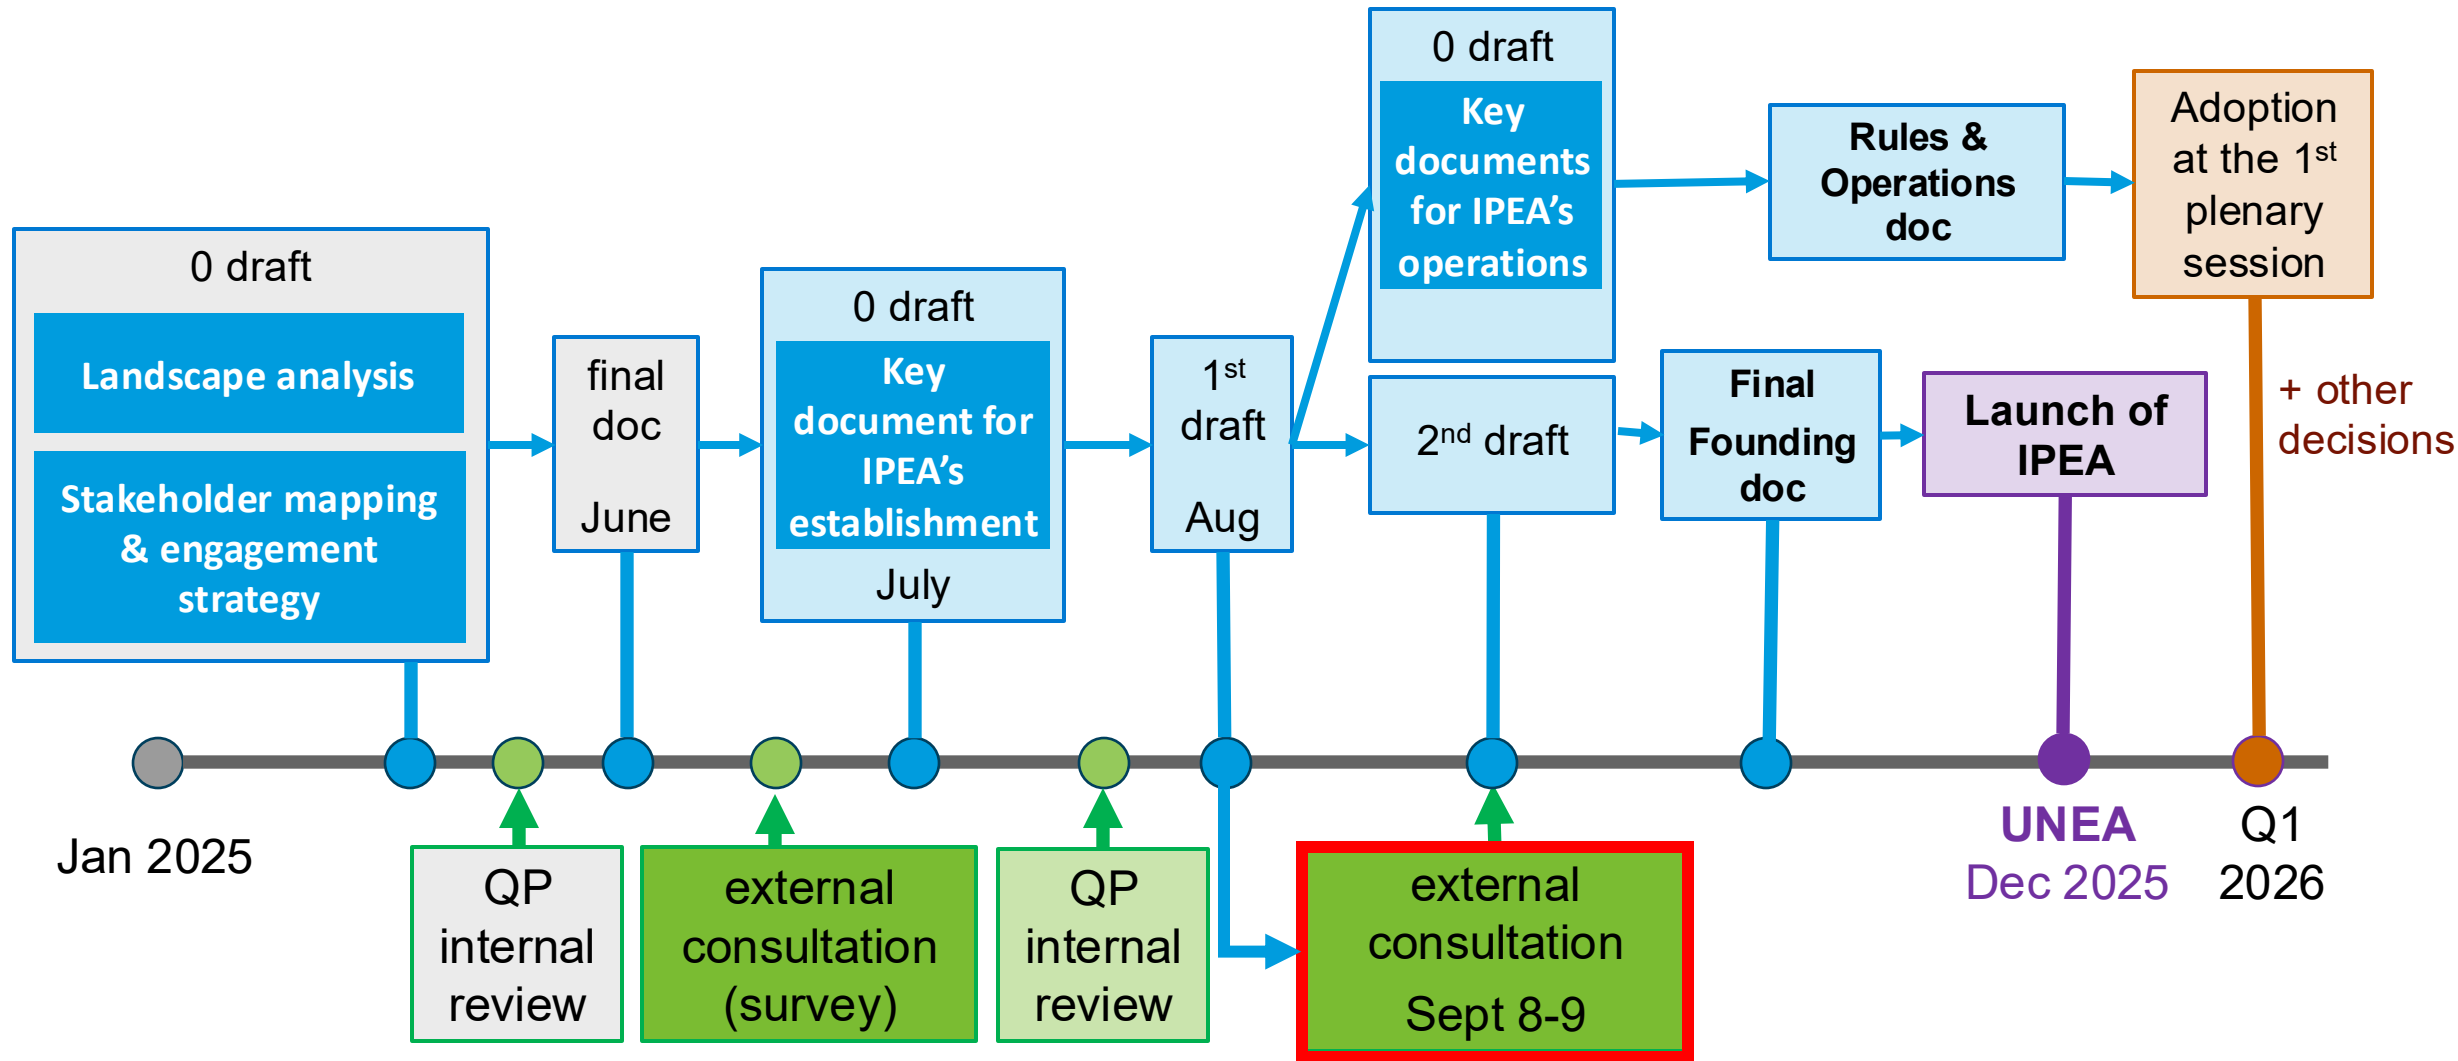 0 draft
Landscape analysis
Stakeholder mapping
& engagement
strategy
final
doc
June
0 draft
Key
document for
IPEA’s
establishment
July
1st
draft
Aug
0 draft
Key
documents
for IPEA’s
operations
2nd draft
Rules &
Operations
doc
Final
Founding
doc
Launch of
IPEA
Adoption
at the 1st
plenary
session
+ other
decisions
Jan 2025
QP
internal
review
external
consultation
(survey)
QP
internal
review
external
consultation
Sept 8-9
UNEA
Dec 2025
Q1
2026